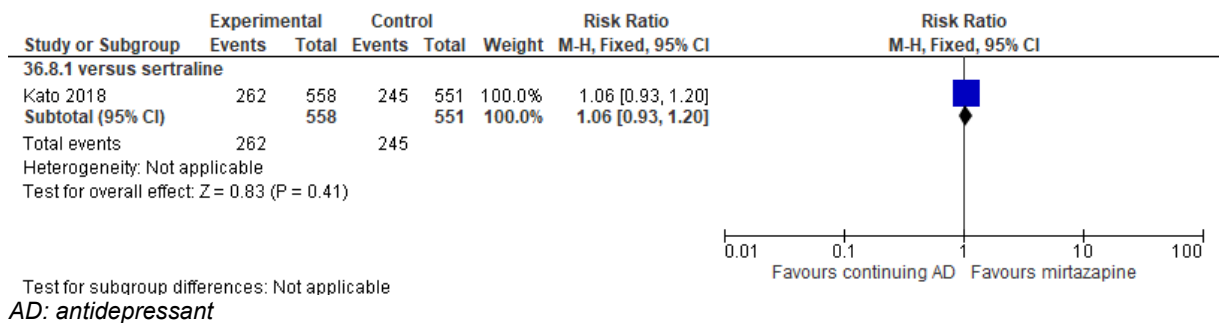 Experimental Control Risk Ratio Risk Ratio
Study or Subgroup Events Total Events Total Weight M-H, Fixed, 95% CI M-H, Fixed, 95% CI
36.8.1 versus sertraline
Kato 2018 262 558 245 551 100.0% 1.06 [0.93, 1.20]
Subtotal (95% CI) 558 551 100.0% 1.06 [0.93, 1.20]
Total events 262 245
Heterogeneity: Not applicable
Test for overall effect: Z = 0.83 (P = 0.41)
0.01 0.1 1 10 100
Favours continuing AD Favours mirtazapine
Test for subgroup differences: Not applicable
AD: antidepressant